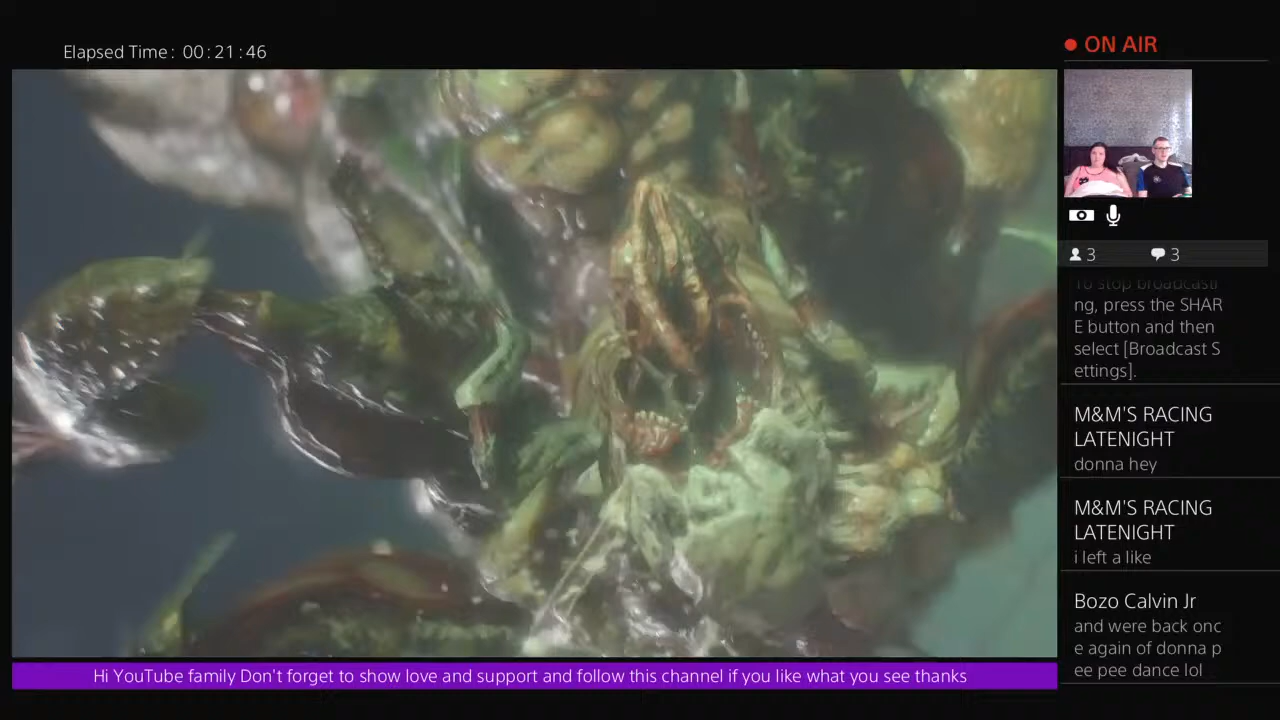 Elapsed Time: 00:21:46
ON AIR
3 3
To stop broadcasti
ng, press the SHAR
E button and then
select [Broadcast S
ettings].
M&M'S RACING
LATENIGHT
donna hey
M&M'S RACING
LATENIGHT
i left a like
Bozo Calvin Jr
and were back onc
e again of donna p
ee pee dance lol
Hi YouTube family Don't forget to show love and support and follow this channel if you like what you see thanks